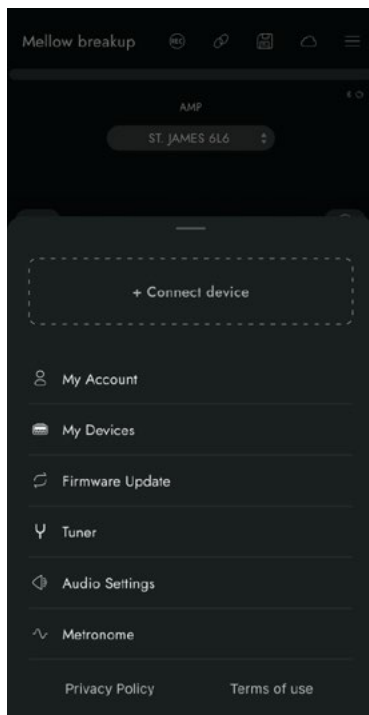 Mellow breakup REC
AMP
ST. JAMES 6L6
+ Connect device
My Account
My Devices
Firmware Update
Tuner
Audio Settings
Metronome
Privacy Policy Terms of use